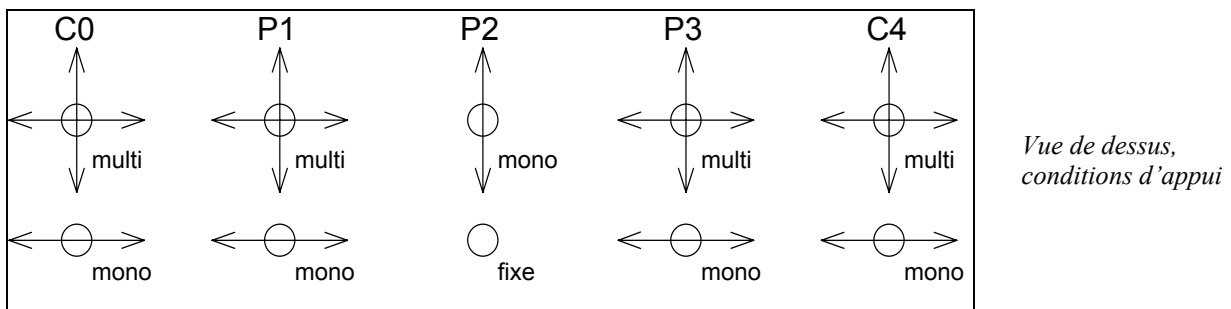 C0 P1 P2 P3 C4
multi multi mono multi multi
Vue de dessus,
conditions d'appui
mono mono fixe mono mono